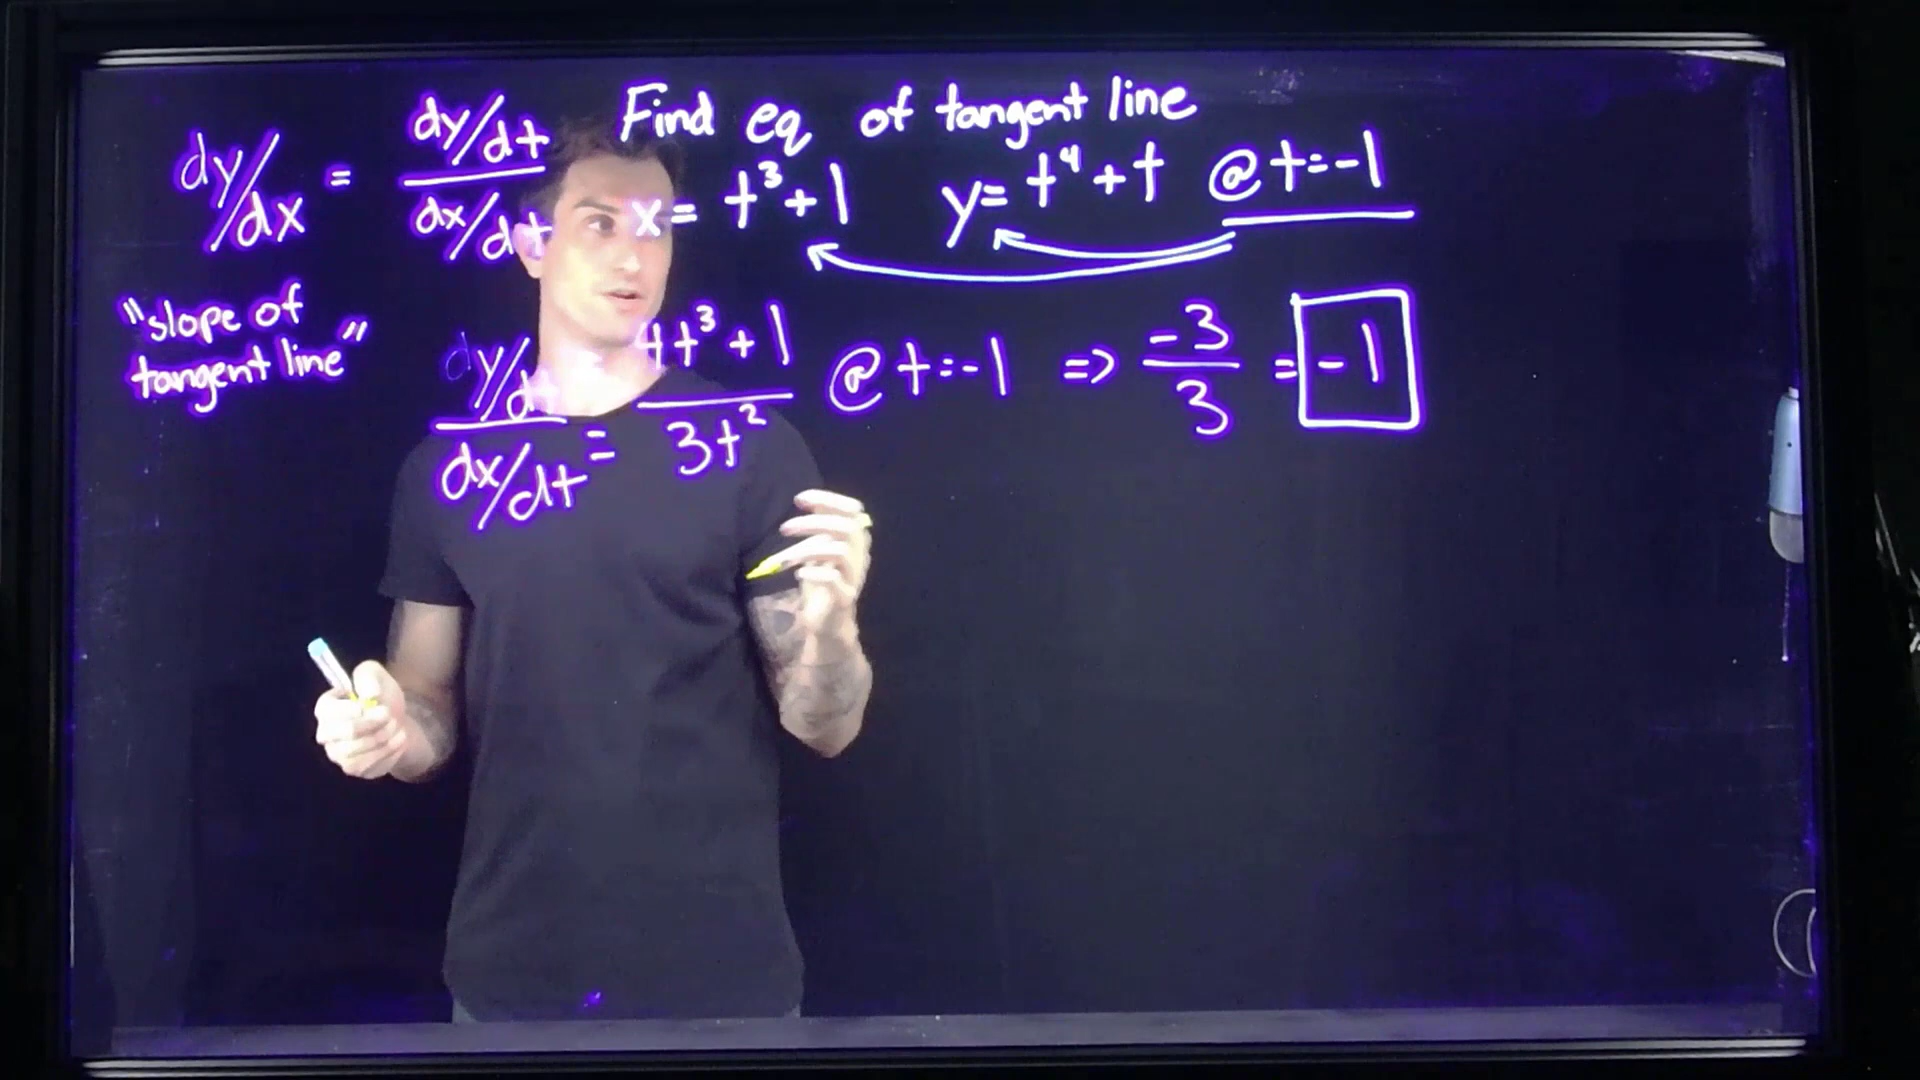 dy/dx = dy/dt / dx/dt
"slope of
tangent line"
Find eq of tangent line
x = t³+1 y = t⁴+t @ t=-1
dy/dt / dx/dt = 4t³+1 / 3t² @ t=-1 => -3/3 = -1